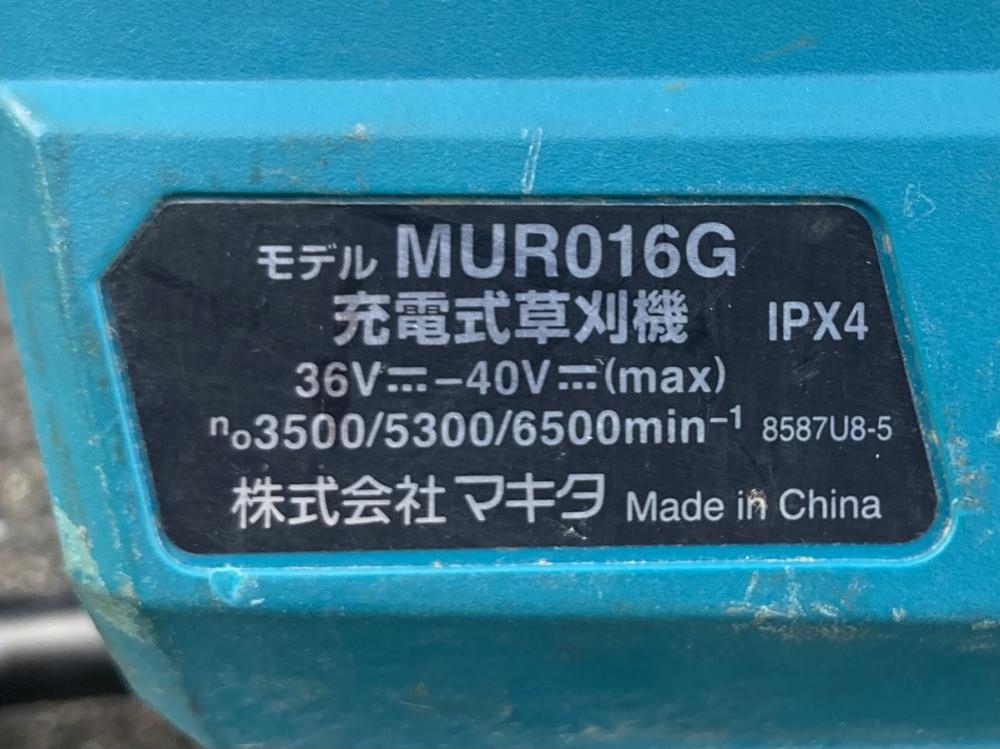 モデル MUR016G
充電式草刈機 IPX4
36V⎓–40V⎓(max)
n₀3500/5300/6500min⁻¹ 8587U8-5
株式会社マキタ Made in China